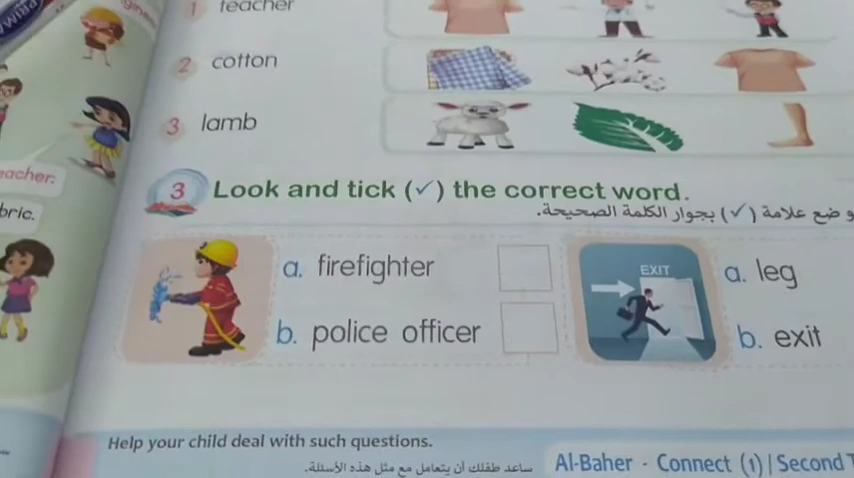 1 teacher
2 cotton
3 lamb
acher.
bric.
3 Look and tick (✓) the correct word.
و ضع علامة (✓) بجوار الكلمة الصحيحة.
a. firefighter
b. police officer
EXIT
a. leg
b. exit
Help your child deal with such questions.
ساعد طفلك أن يتعامل مع مثل هذه الأسئلة.
Al-Baher - Connect (1) | Second T